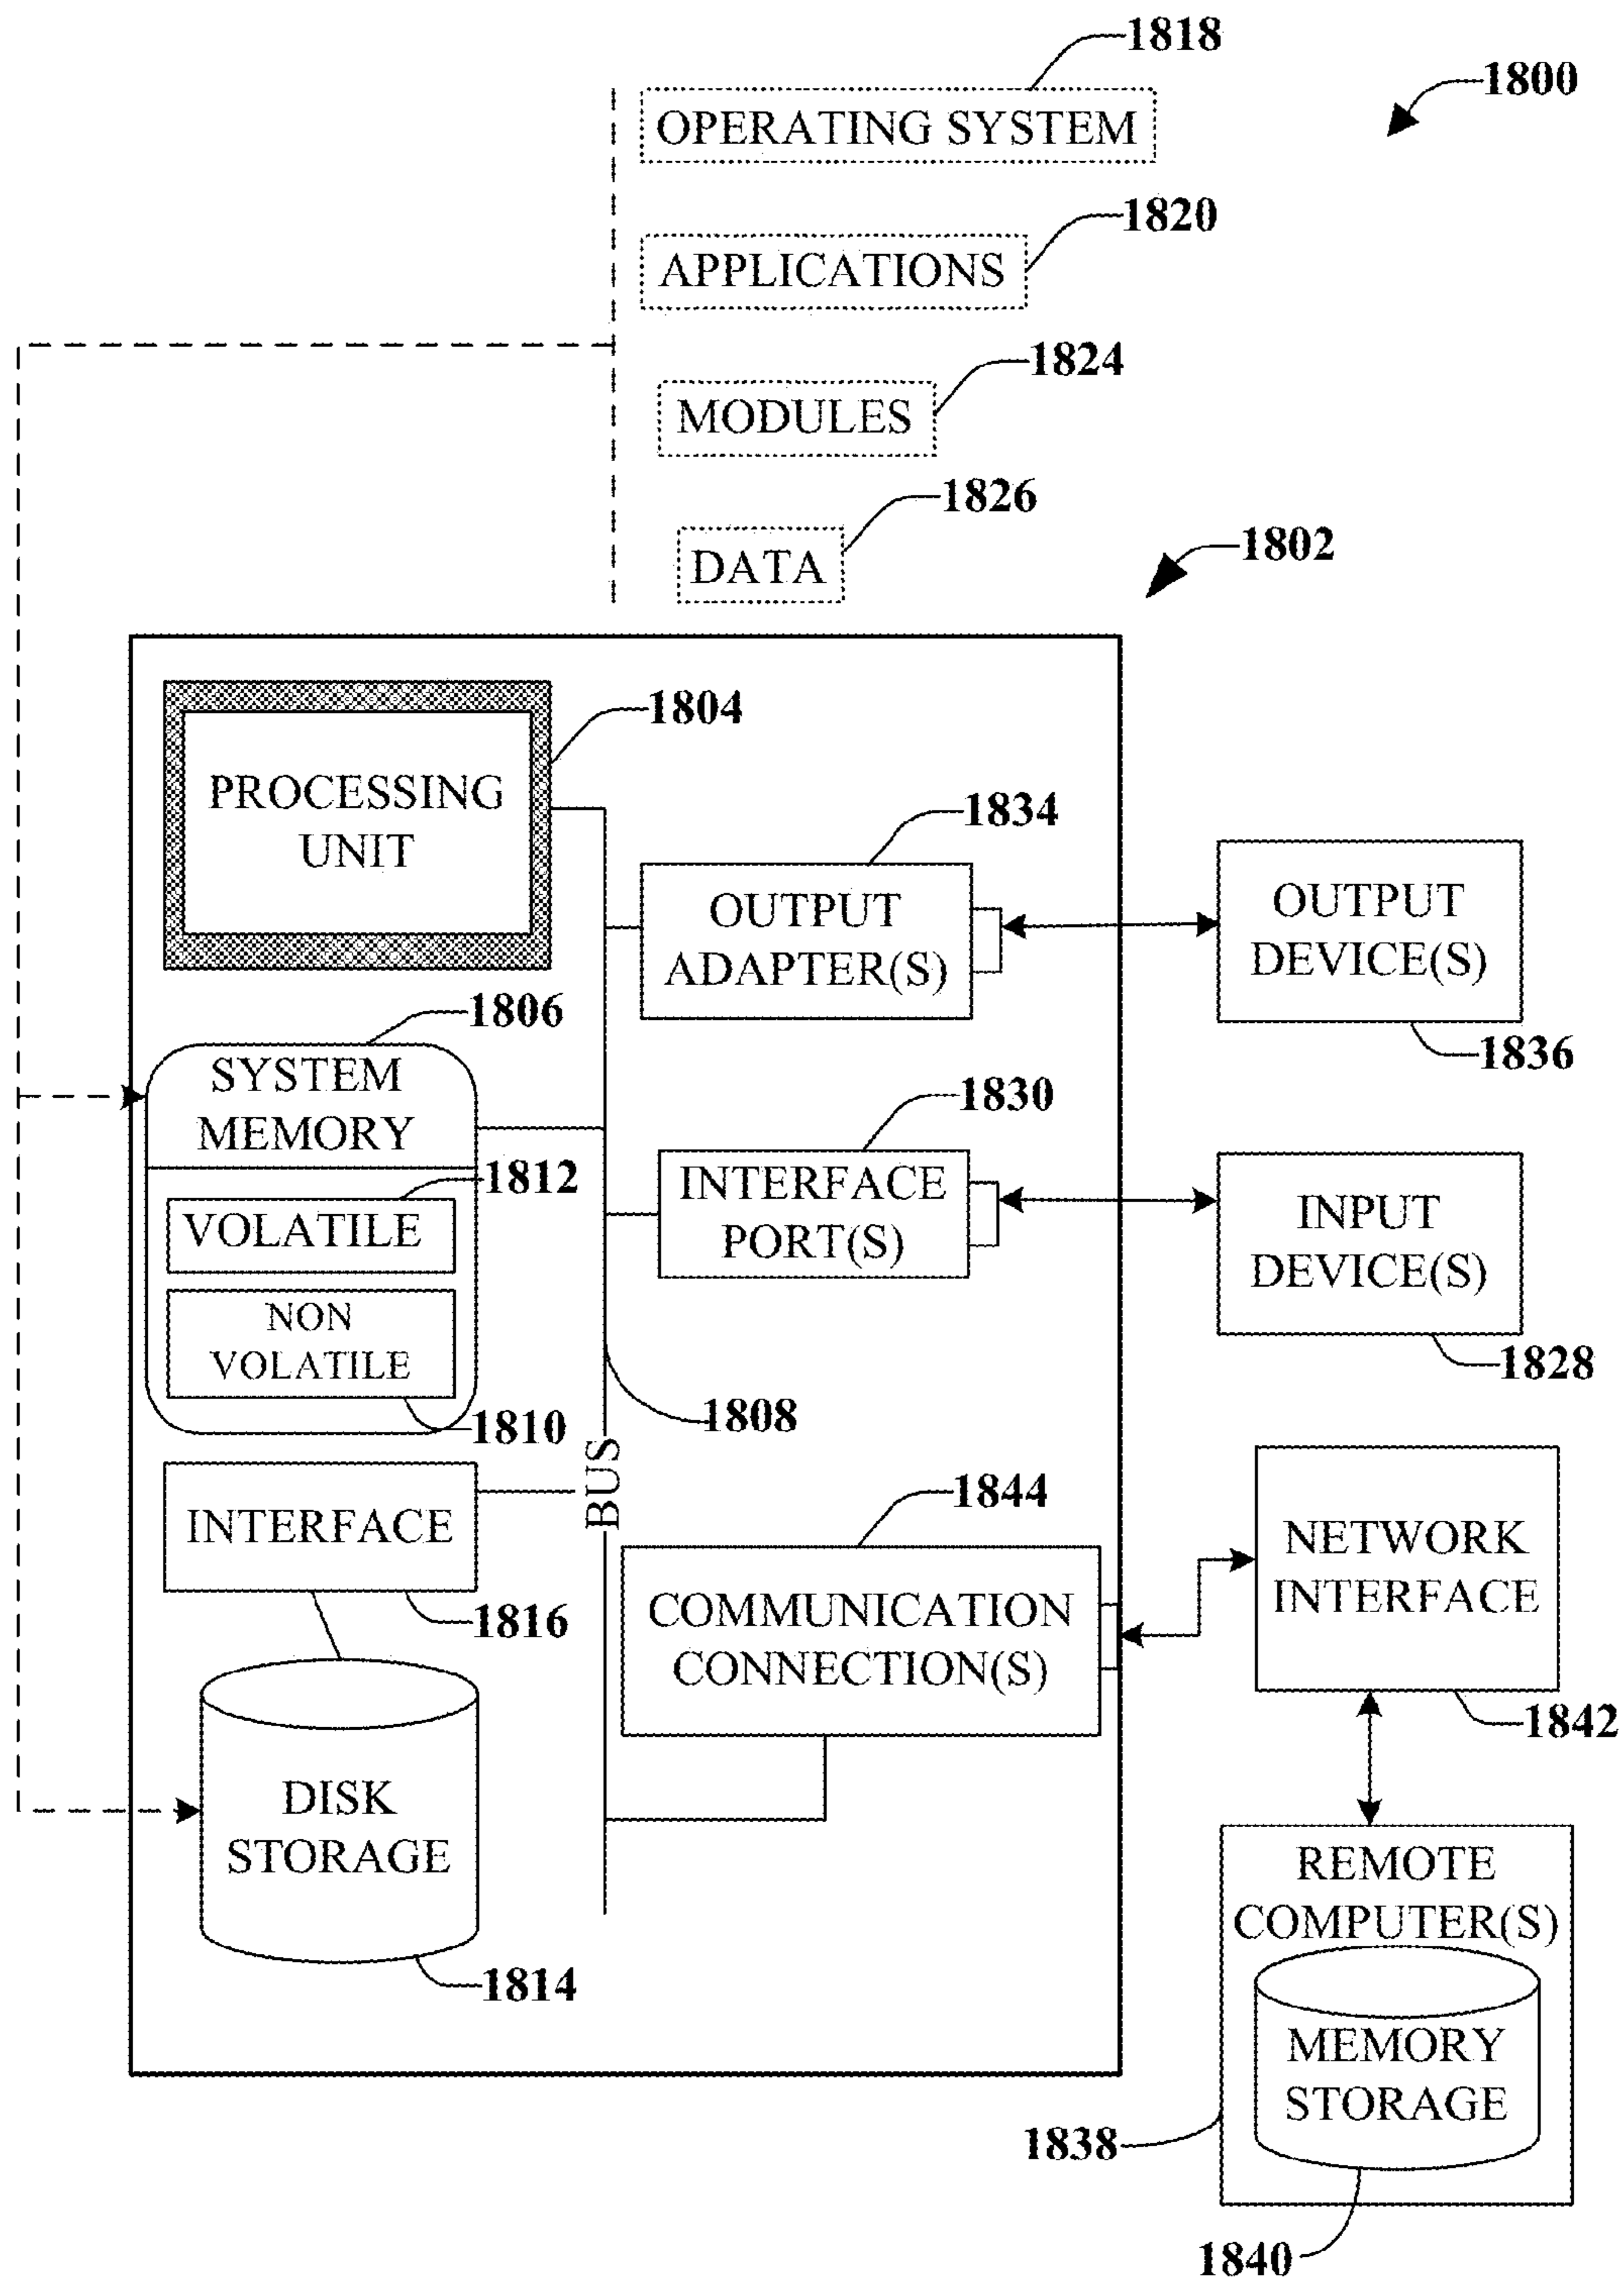 1818
1800
OPERATING SYSTEM
1820
APPLICATIONS
1824
MODULES
1826
DATA
1802
1804
PROCESSING
UNIT
1834
OUTPUT
ADAPTER(S)
OUTPUT
DEVICE(S)
1836
1806
SYSTEM
MEMORY
1812
VOLATILE
NON
VOLATILE
1810
1830
INTERFACE
PORT(S)
INPUT
DEVICE(S)
1828
1808
BUS
INTERFACE
1816
1844
COMMUNICATION
CONNECTION(S)
NETWORK
INTERFACE
1842
DISK
STORAGE
1814
REMOTE
COMPUTER(S)
MEMORY
STORAGE
1838
1840